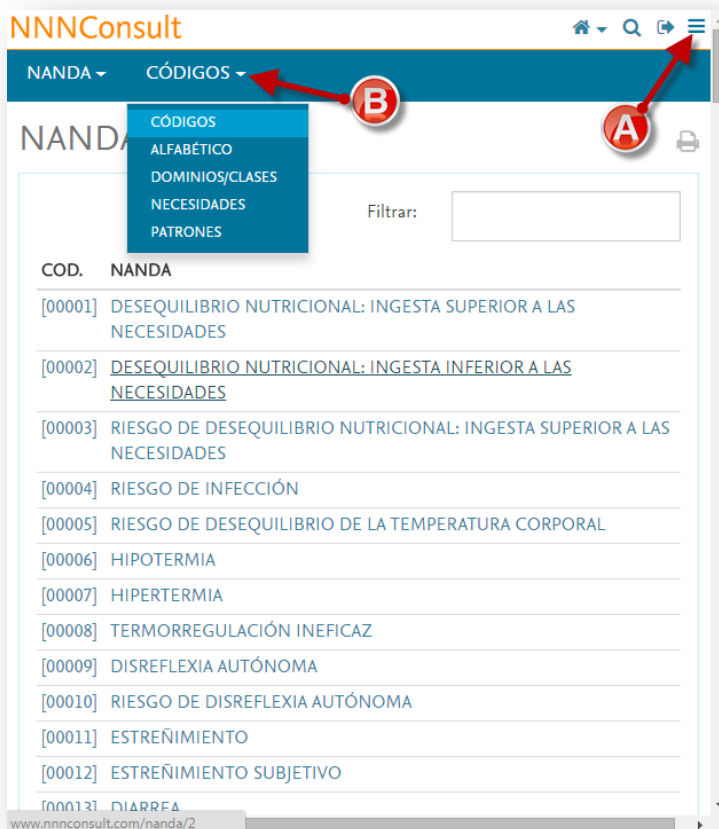 NNNConsult
NANDA CÓDIGOS
B
A
CÓDIGOS
ALFABÉTICO
DOMINIOS/CLASES
NECESIDADES
PATRONES
NANDA
Filtrar:
COD. NANDA
[00001] DESEQUILIBRIO NUTRICIONAL: INGESTA SUPERIOR A LAS
NECESIDADES
[00002] DESEQUILIBRIO NUTRICIONAL: INGESTA INFERIOR A LAS
NECESIDADES
[00003] RIESGO DE DESEQUILIBRIO NUTRICIONAL: INGESTA SUPERIOR A LAS
NECESIDADES
[00004] RIESGO DE INFECCIÓN
[00005] RIESGO DE DESEQUILIBRIO DE LA TEMPERATURA CORPORAL
[00006] HIPOTERMIA
[00007] HIPERTERMIA
[00008] TERMORREGULACIÓN INEFICAZ
[00009] DISREFLEXIA AUTÓNOMA
[00010] RIESGO DE DISREFLEXIA AUTÓNOMA
[00011] ESTREÑIMIENTO
[00012] ESTREÑIMIENTO SUBJETIVO
[00013] DIARREA
www.nnnconsult.com/nanda/2